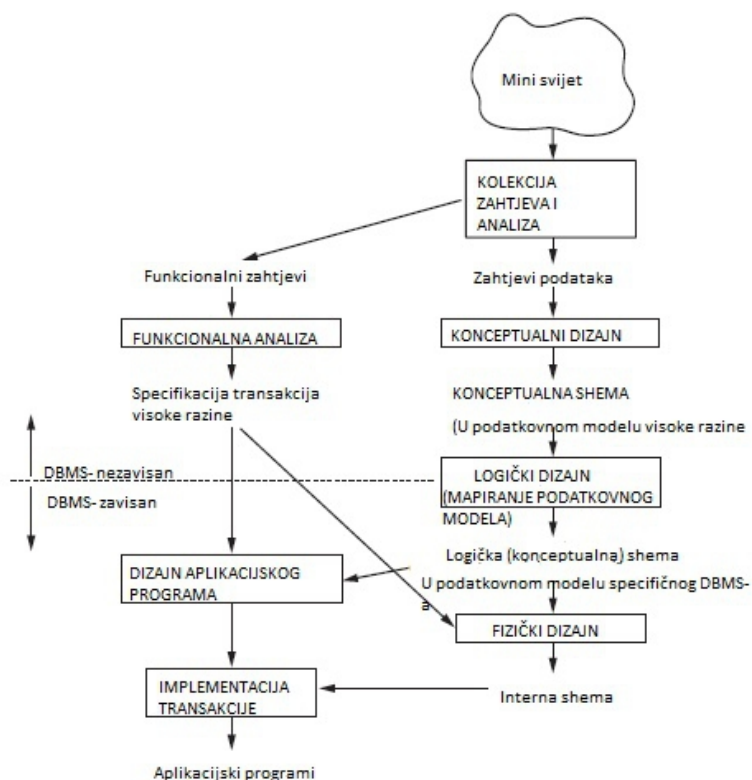 Mini svijet
KOLEKCIJA
ZAHTJEVA I
ANALIZA
Funkcionalni zahtjevi
Zahtjevi podataka
FUNKCIONALNA ANALIZA
KONCEPTUALNI DIZAJN
Specifikacija transakcija
visoke razine
KONCEPTUALNA SHEMA
(U podatkovnom modelu visoke razine
DBMS- nezavisan
DBMS- zavisan
LOGIČKI DIZAJN
(MAPIRANJE PODATKOVNOG
MODELA)
Logička (konceptualna) shema
U podatkovnom modelu specifičnog DBMS-
a
DIZAJN APLIKACIJSKOG
PROGRAMA
FIZIČKI DIZAJN
IMPLEMENTACIJA
TRANSAKCIJE
Interna shema
Aplikacijski programi